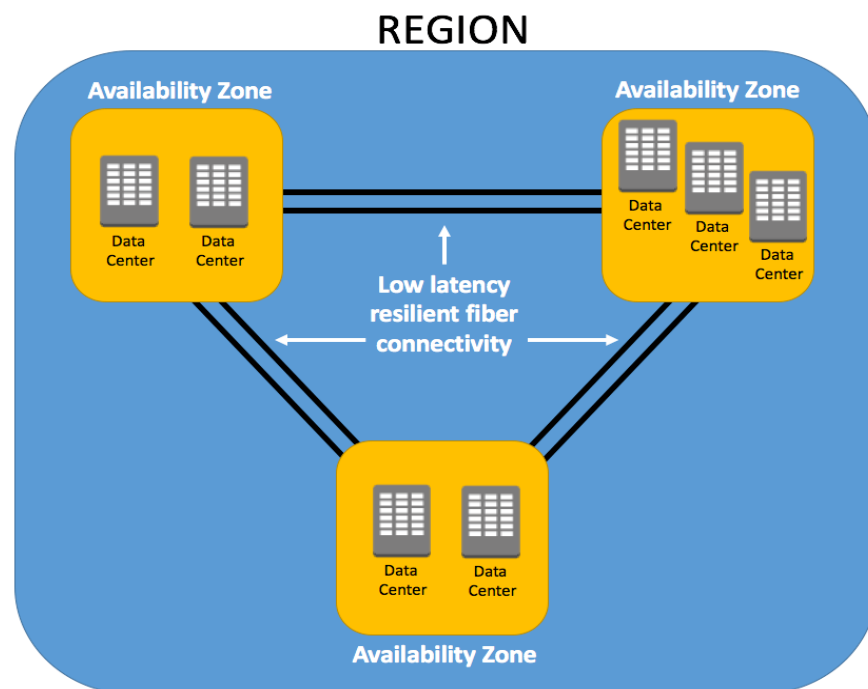 REGION
Availability Zone
Data
Center
Data
Center
Availability Zone
Data
Center
Data
Center
Data
Center
Low latency
resilient fiber
connectivity
Data
Center
Data
Center
Availability Zone